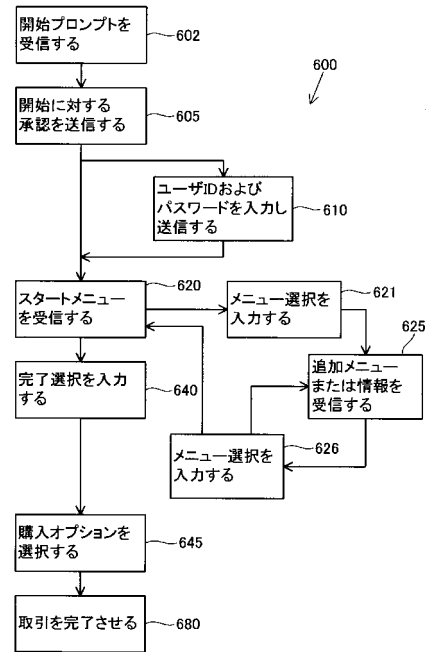 開始プロンプトを
受信する
602
600
開始に対する
承認を送信する
605
ユーザIDおよび
パスワードを入力し
送信する
610
620
スタートメニュー
を受信する
621
メニュー選択を
入力する
625
追加メニュー
または情報を
受信する
完了選択を入力
する
640
メニュー選択を
入力する
626
購入オプションを
選択する
645
取引を完了させる
680